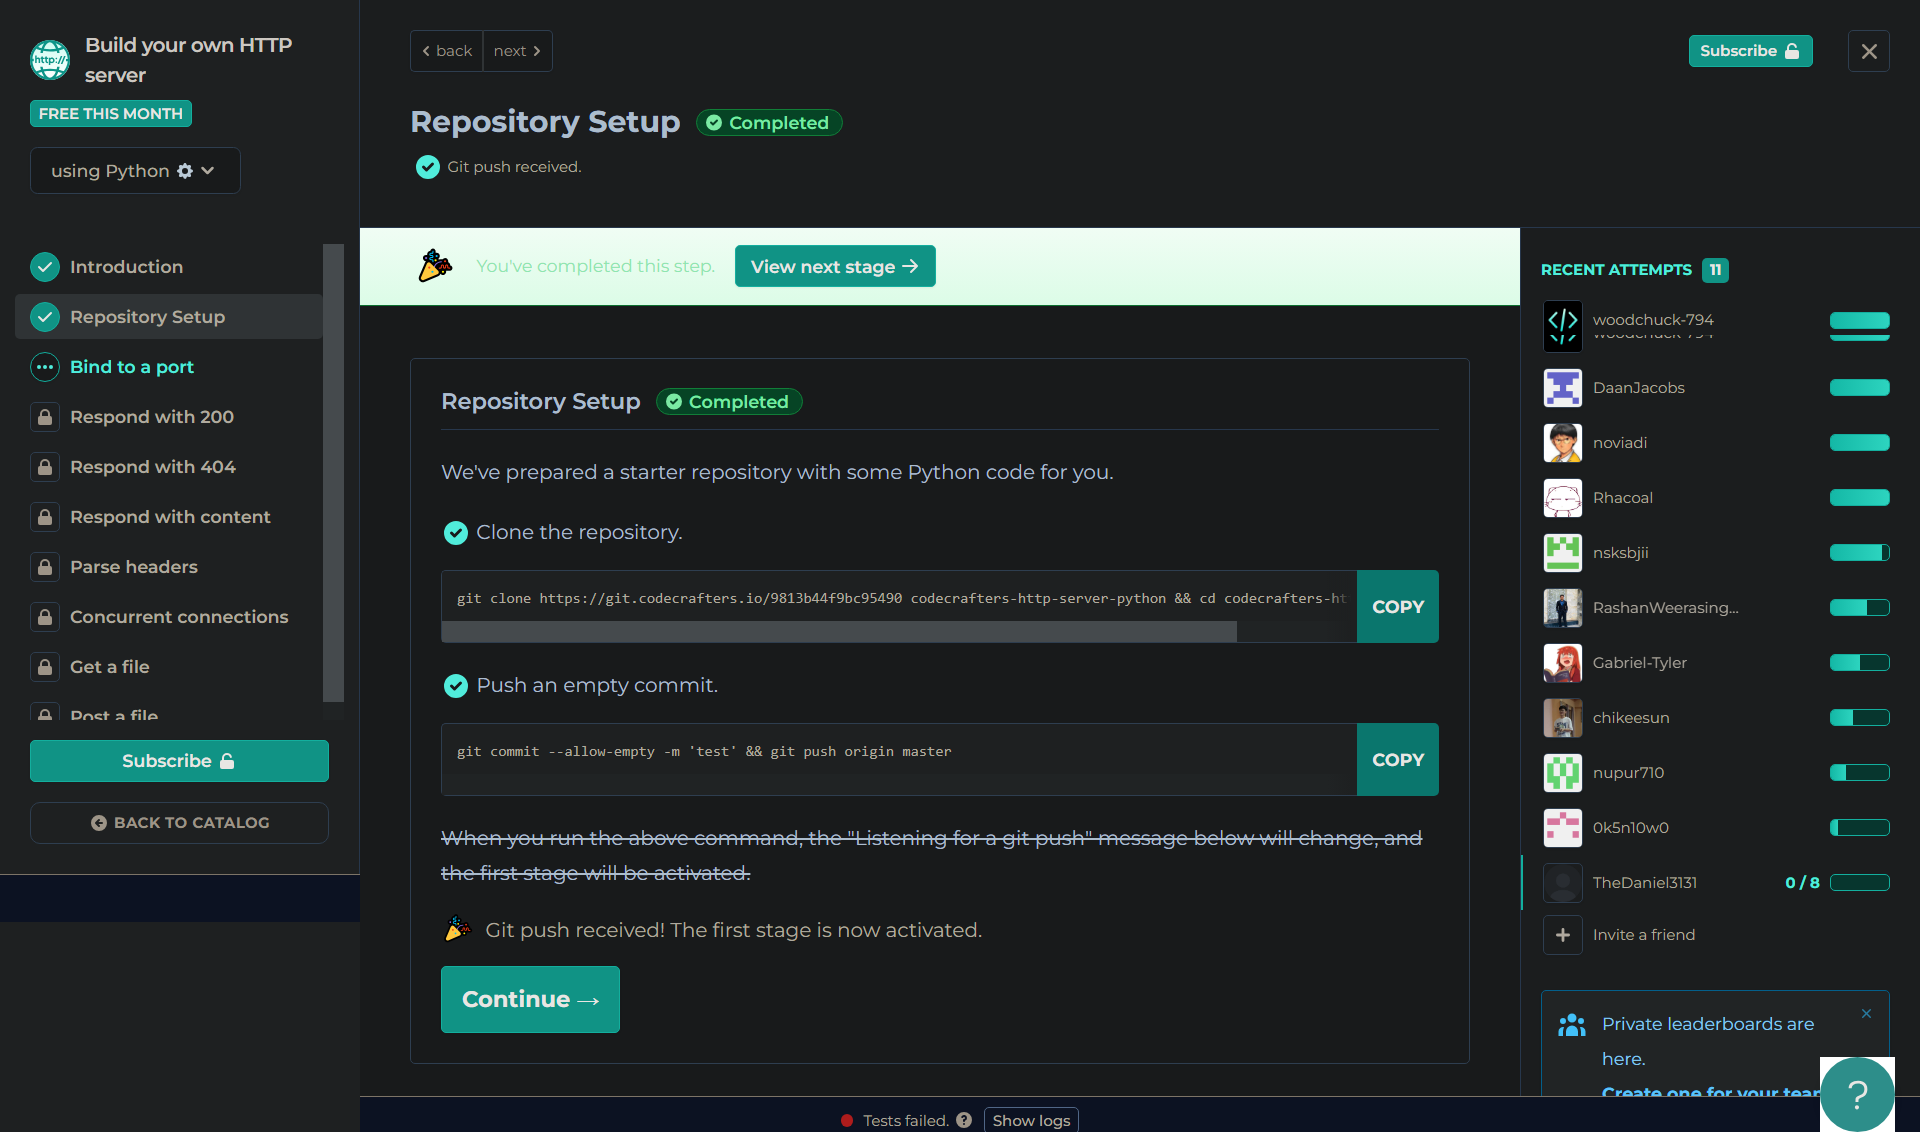 http://
Build your own HTTP
server
FREE THIS MONTH
using Python
Introduction
Repository Setup
Bind to a port
Respond with 200
Respond with 404
Respond with content
Parse headers
Concurrent connections
Get a file
Post a file
Subscribe
BACK TO CATALOG
back
next
Subscribe
Repository Setup
Completed
Git push received.
You've completed this step.
View next stage →
Repository Setup
Completed
We've prepared a starter repository with some Python code for you.
Clone the repository.
git clone https://git.codecrafters.io/9813b44f9bc95490 codecrafters-http-server-python && cd codecrafters-ht
COPY
Push an empty commit.
git commit --allow-empty -m 'test' && git push origin master
COPY
When you run the above command, the "Listening for a git push" message below will change, and
the first stage will be activated.
Git push received! The first stage is now activated.
Continue →
RECENT ATTEMPTS 11
woodchuck-794
woodchuck-794
DaanJacobs
noviadi
Rhacoal
nsksbjii
RashanWeerasing...
Gabriel-Tyler
chikeesun
nupur710
0k5n10w0
TheDaniel3131 0 / 8
Invite a friend
Private leaderboards are
here.
Create one for your tea
?
Tests failed. ?
Show logs